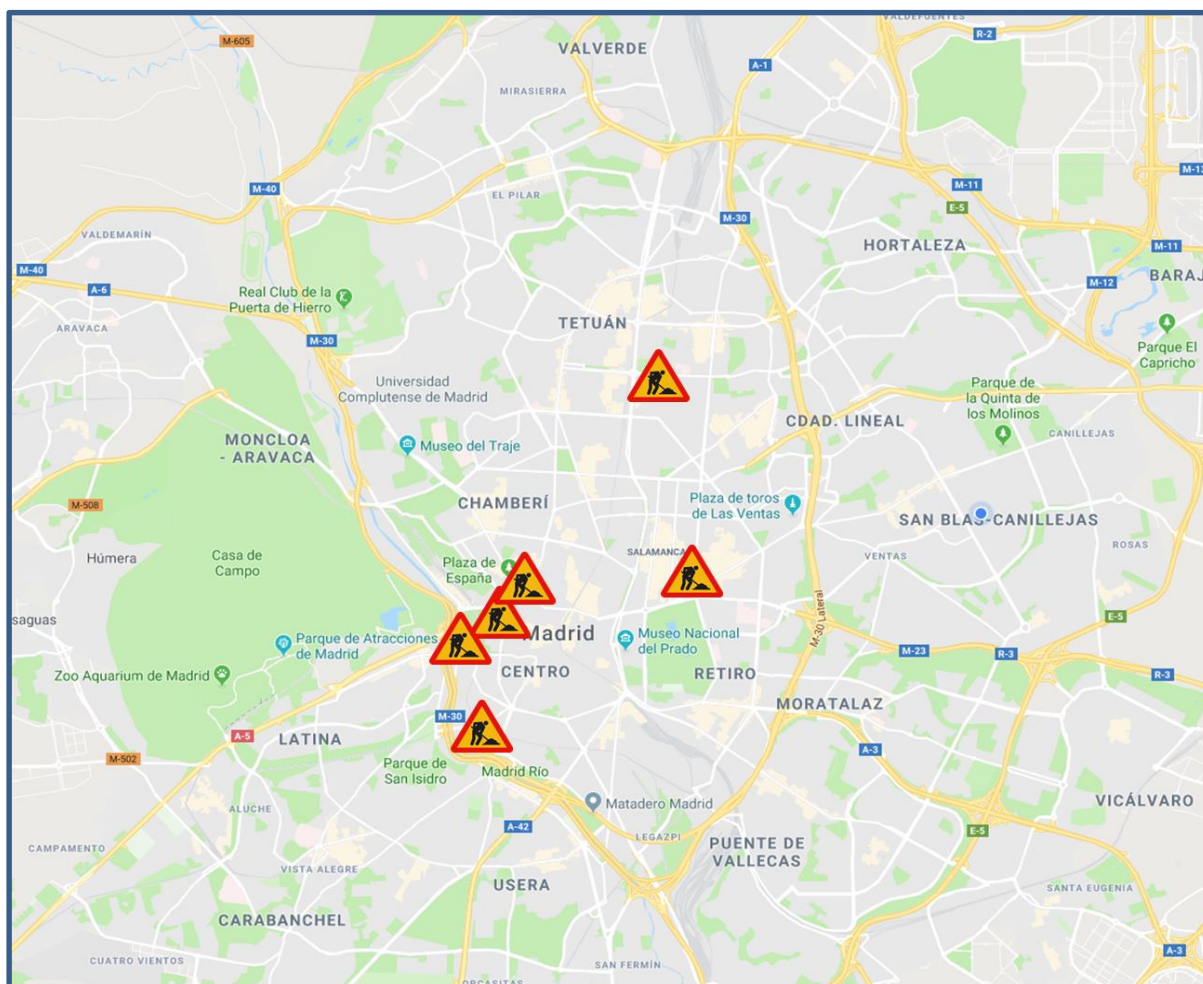 VALDEFUENTES
M-605
R-2
VALVERDE
A-1
MIRASIERRA
M-13
M-40
EL PILAR
M-11
E-5
M-30
VALDEMARÍN
HORTALEZA
M-11
M-40
BARAJ
A-6
M-12
Real Club de la
Puerta de Hierro
TETUÁN
ARAVACA
M-30
Parque El
Capricho
Universidad
Complutense de Madrid
Parque de
la Quinta de
los Molinos
CDAD. LINEAL
CANILLEJAS
MONCLOA
- ARAVACA
Museo del Traje
M-508
CHAMBERÍ
Plaza de toros
de Las Ventas
SAN BLAS-CANILLEJAS
ROSAS
Húmera
Casa de
Campo
Plaza de
España
SALAMANCA
VENTAS
saguas
E-5
Madrid
M-30 Lateral
Parque de Atracciones
de Madrid
Museo Nacional
del Prado
M-23
R-3
R-3
Zoo Aquarium de Madrid
CENTRO
RETIRO
MORATALAZ
M-30
A-5
LATINA
A-3
M-502
Parque de
San Isidro
Madrid Río
ALUCHE
Matadero Madrid
VICÁLVARO
A-42
LEGAZPI
E-5
CAMPAMENTO
PUENTE DE
VALLECAS
VISTA ALEGRE
USERA
SANTA EUGENIA
CARABANCHEL
CUATRO VIENTOS
SAN FERMÍN
A-3
ORCASITAS